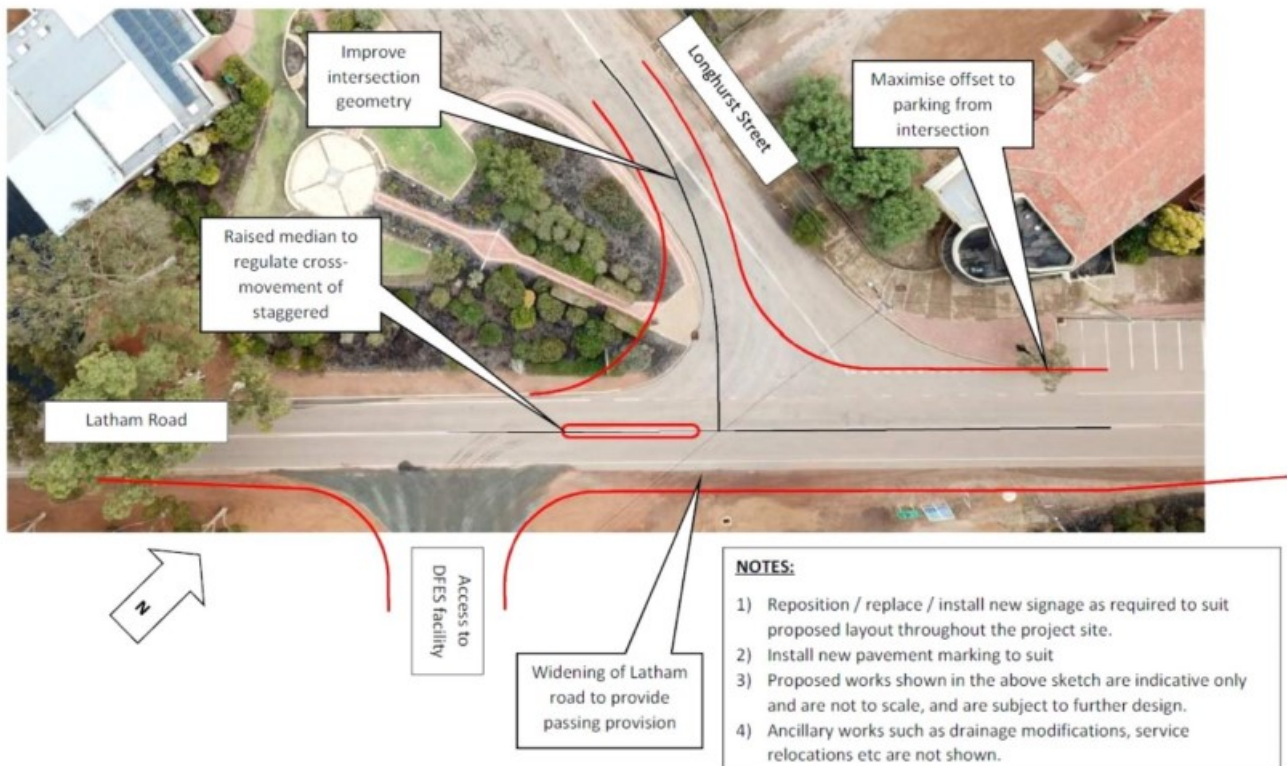 Improve
intersection
geometry
Longhurst Street
Maximise offset to
parking from
intersection
Raised median to
regulate cross-
movement of
staggered
Latham Road
N
Access to
DFES facility
Widening of Latham
road to provide
passing provision
NOTES:
1) Reposition / replace / install new signage as required to suit
proposed layout throughout the project site.
2) Install new pavement marking to suit
3) Proposed works shown in the above sketch are indicative only
and are not to scale, and are subject to further design.
4) Ancillary works such as drainage modifications, service
relocations etc are not shown.